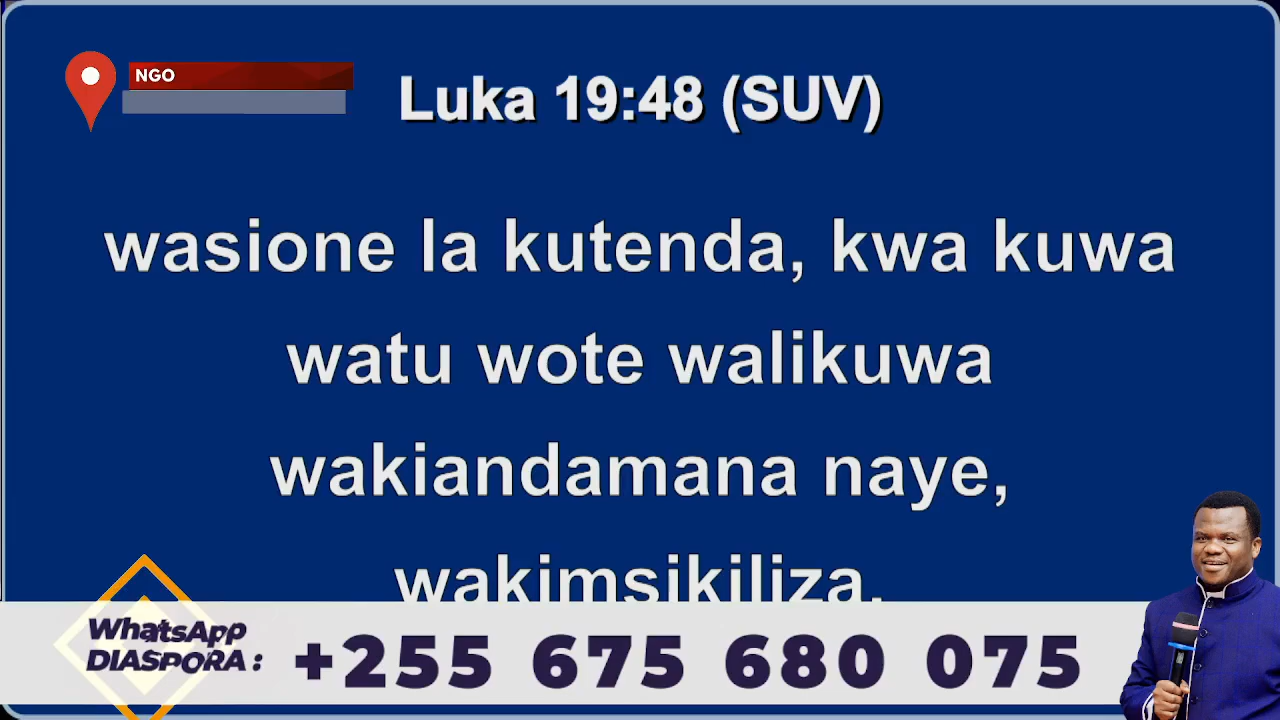 NGO
Luka 19:48 (SUV)
wasione la kutenda, kwa kuwa
watu wote walikuwa
wakiandamana naye,
wakimsikiliza.
WhatsApp
DIASPORA :
+255 675 680 075